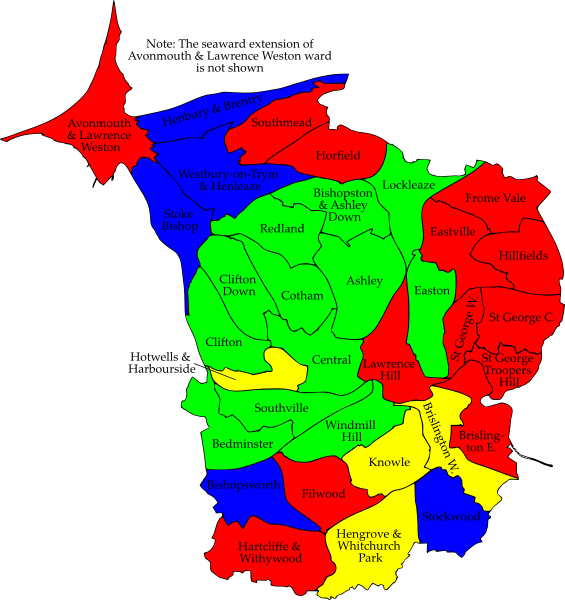 Note: The seaward extension of
Avonmouth & Lawrence Weston ward
is not shown
Avonmouth
& Lawrence
Weston
Henbury & Brentry
Southmead
Horfield
Westbury-on-Trym
& Henleaze
Stoke
Bishop
Bishopston
& Ashley
Down
Lockleaze
Frome Vale
Redland
Eastville
Hillfields
Clifton
Down
Cotham
Ashley
Easton
St George W.
St George C.
Clifton
Hotwells &
Harbourside
Central
Lawrence
Hill
St George
Troopers
Hill
Southville
Windmill
Hill
Bedminster
Brislington W.
Brisling-
ton E.
Knowle
Bishopsworth
Filwood
Stockwood
Hengrove &
Whitchurch
Park
Hartcliffe &
Withywood